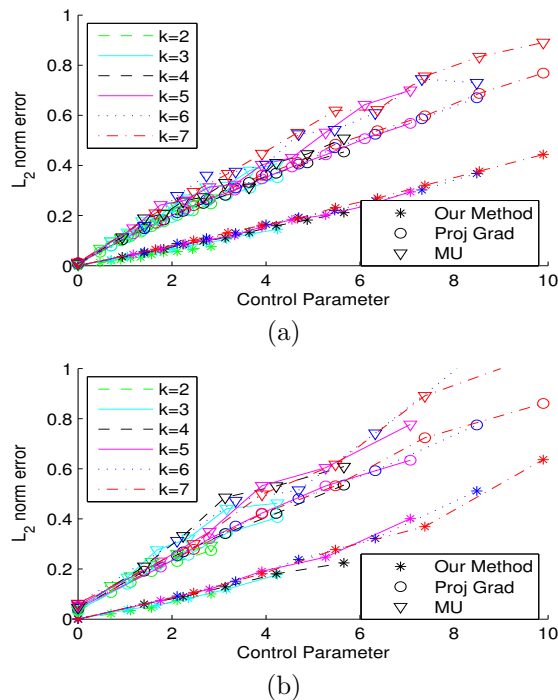 1
0.8
0.6
0.4
0.2
0
L2 norm error
k=2
k=3
k=4
k=5
k=6
k=7
Our Method
Proj Grad
MU
0 2 4 6 8 10
Control Parameter
(a)
1
0.8
0.6
0.4
0.2
0
L2 norm error
k=2
k=3
k=4
k=5
k=6
k=7
Our Method
Proj Grad
MU
0 2 4 6 8 10
Control Parameter
(b)